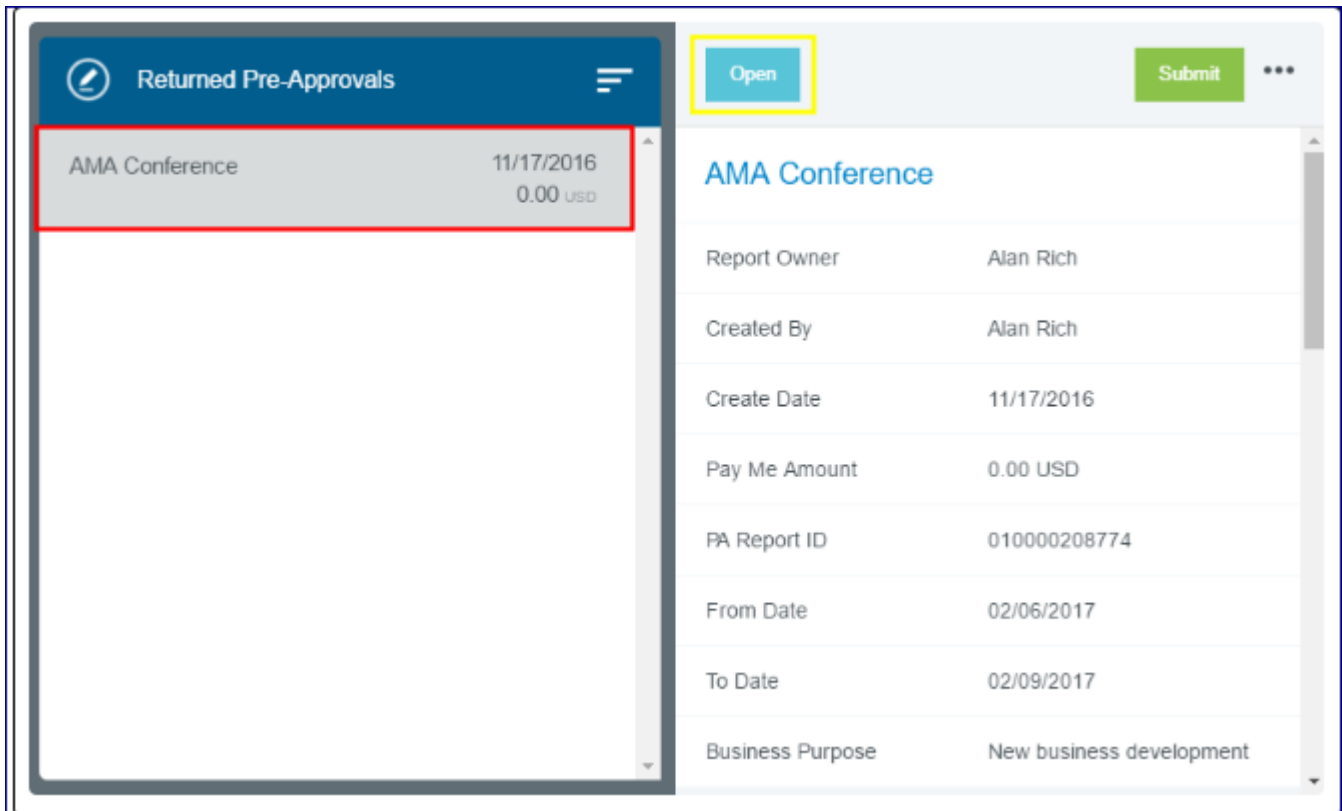 Returned Pre-Approvals
AMA Conference 11/17/2016
0.00 USD
Open Submit
AMA Conference
Report Owner Alan Rich
Created By Alan Rich
Create Date 11/17/2016
Pay Me Amount 0.00 USD
PA Report ID 010000208774
From Date 02/06/2017
To Date 02/09/2017
Business Purpose New business development